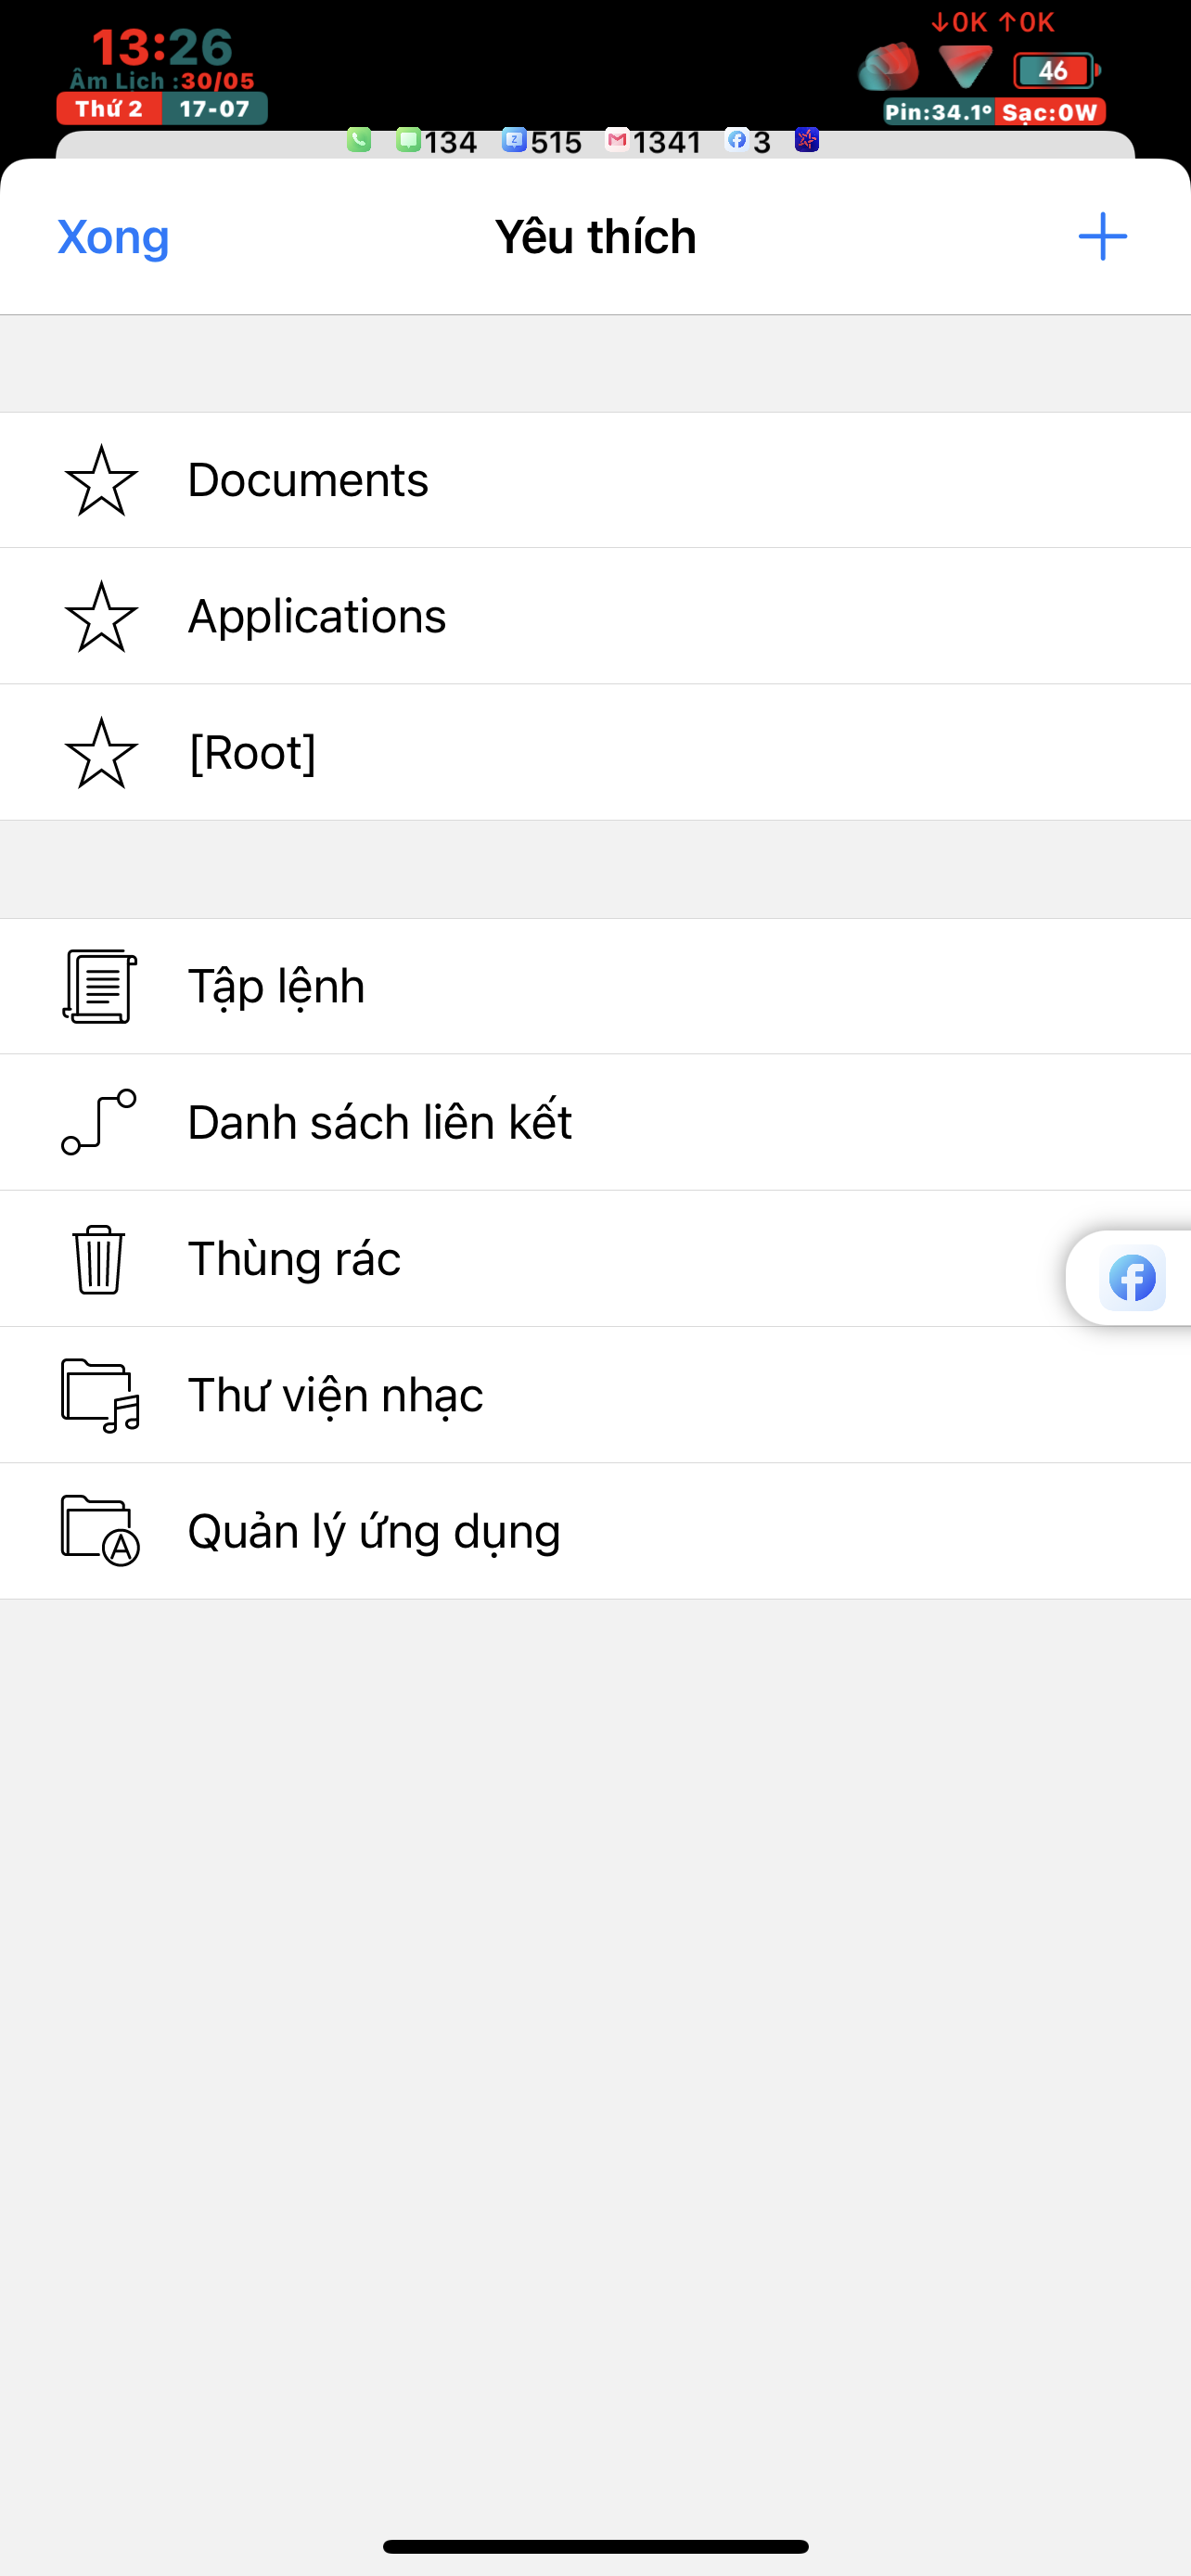 ↓0K ↑0K
13:26
46
Âm Lịch :30/05
Thứ 2 17-07
Pin:34.1° Sạc:0W
134 515 1341 3
Xong Yêu thích
Documents
Applications
[Root]
Tập lệnh
Danh sách liên kết
Thùng rác
Thư viện nhạc
Quản lý ứng dụng